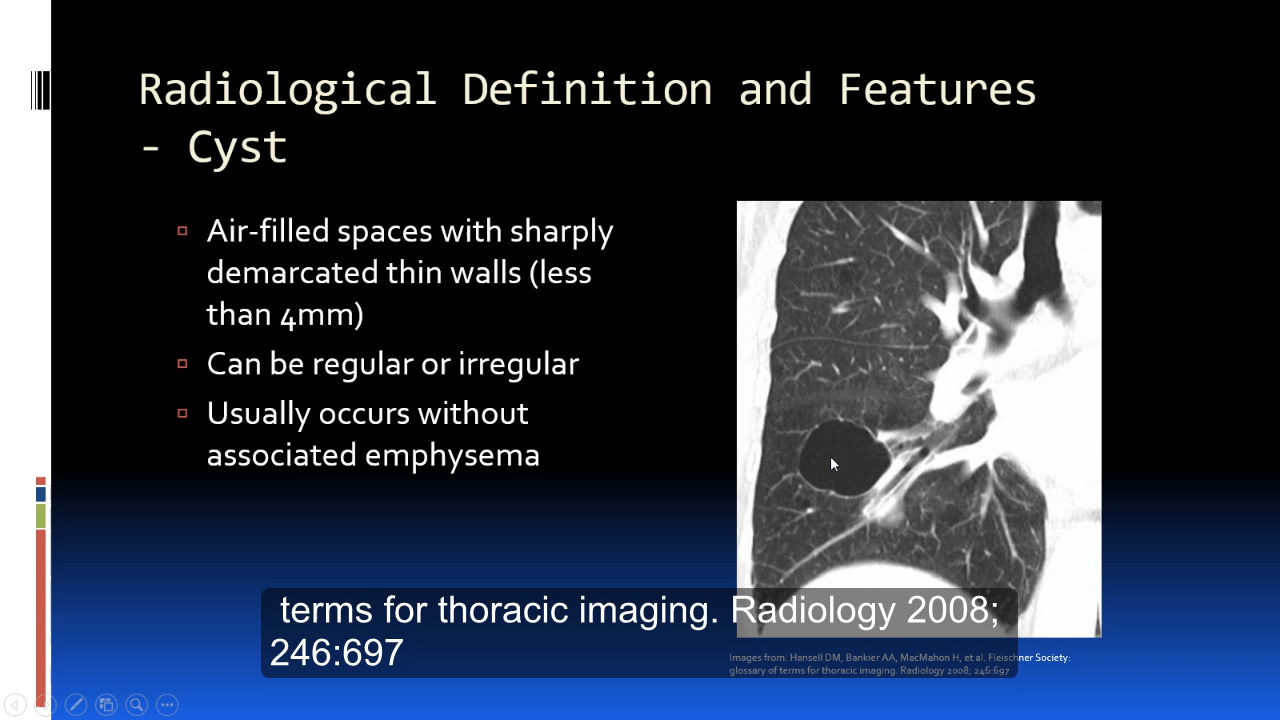 Radiological Definition and Features
- Cyst
Air-filled spaces with sharply
demarcated thin walls (less
than 4mm)
Can be regular or irregular
Usually occurs without
associated emphysema
terms for thoracic imaging. Radiology 2008;
246:697
Images from: Hansell DM, Bankier AA, MacMahon H, et al. Fleischner Society:
glossary of terms for thoracic imaging. Radiology 2008; 246:697